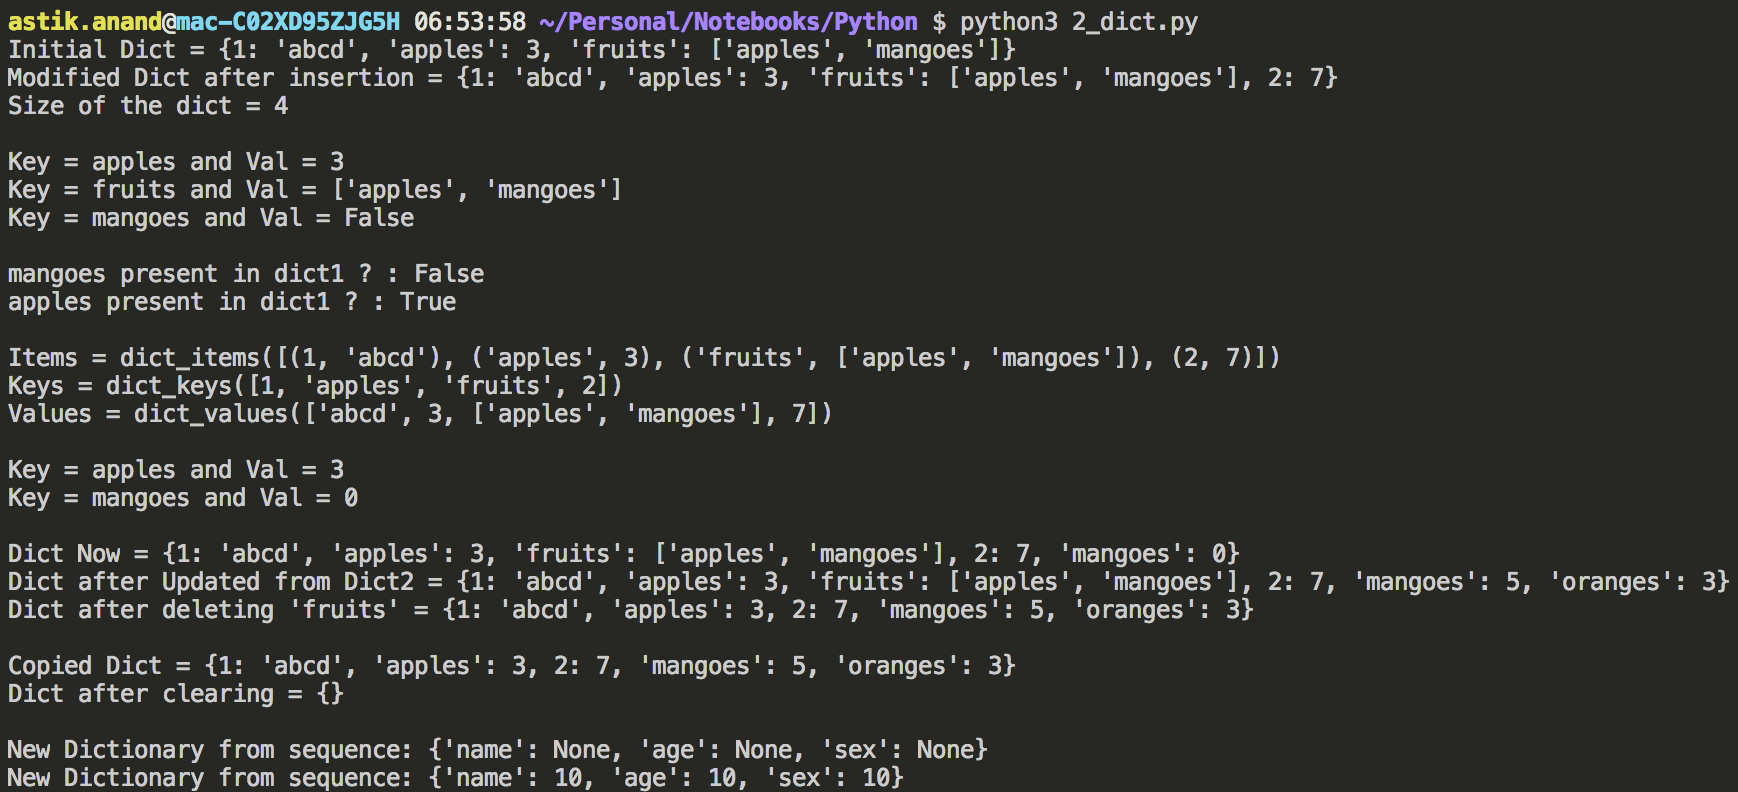 astik.anand@mac-C02XD95ZJG5H 06:53:58 ~/Personal/Notebooks/Python $ python3 2_dict.py
Initial Dict = {1: 'abcd', 'apples': 3, 'fruits': ['apples', 'mangoes']}
Modified Dict after insertion = {1: 'abcd', 'apples': 3, 'fruits': ['apples', 'mangoes'], 2: 7}
Size of the dict = 4

Key = apples and Val = 3
Key = fruits and Val = ['apples', 'mangoes']
Key = mangoes and Val = False

mangoes present in dict1 ? : False
apples present in dict1 ? : True

Items = dict_items([(1, 'abcd'), ('apples', 3), ('fruits', ['apples', 'mangoes']), (2, 7)])
Keys = dict_keys([1, 'apples', 'fruits', 2])
Values = dict_values(['abcd', 3, ['apples', 'mangoes'], 7])

Key = apples and Val = 3
Key = mangoes and Val = 0

Dict Now = {1: 'abcd', 'apples': 3, 'fruits': ['apples', 'mangoes'], 2: 7, 'mangoes': 0}
Dict after Updated from Dict2 = {1: 'abcd', 'apples': 3, 'fruits': ['apples', 'mangoes'], 2: 7, 'mangoes': 5, 'oranges': 3}
Dict after deleting 'fruits' = {1: 'abcd', 'apples': 3, 2: 7, 'mangoes': 5, 'oranges': 3}

Copied Dict = {1: 'abcd', 'apples': 3, 2: 7, 'mangoes': 5, 'oranges': 3}
Dict after clearing = {}

New Dictionary from sequence: {'name': None, 'age': None, 'sex': None}
New Dictionary from sequence: {'name': 10, 'age': 10, 'sex': 10}